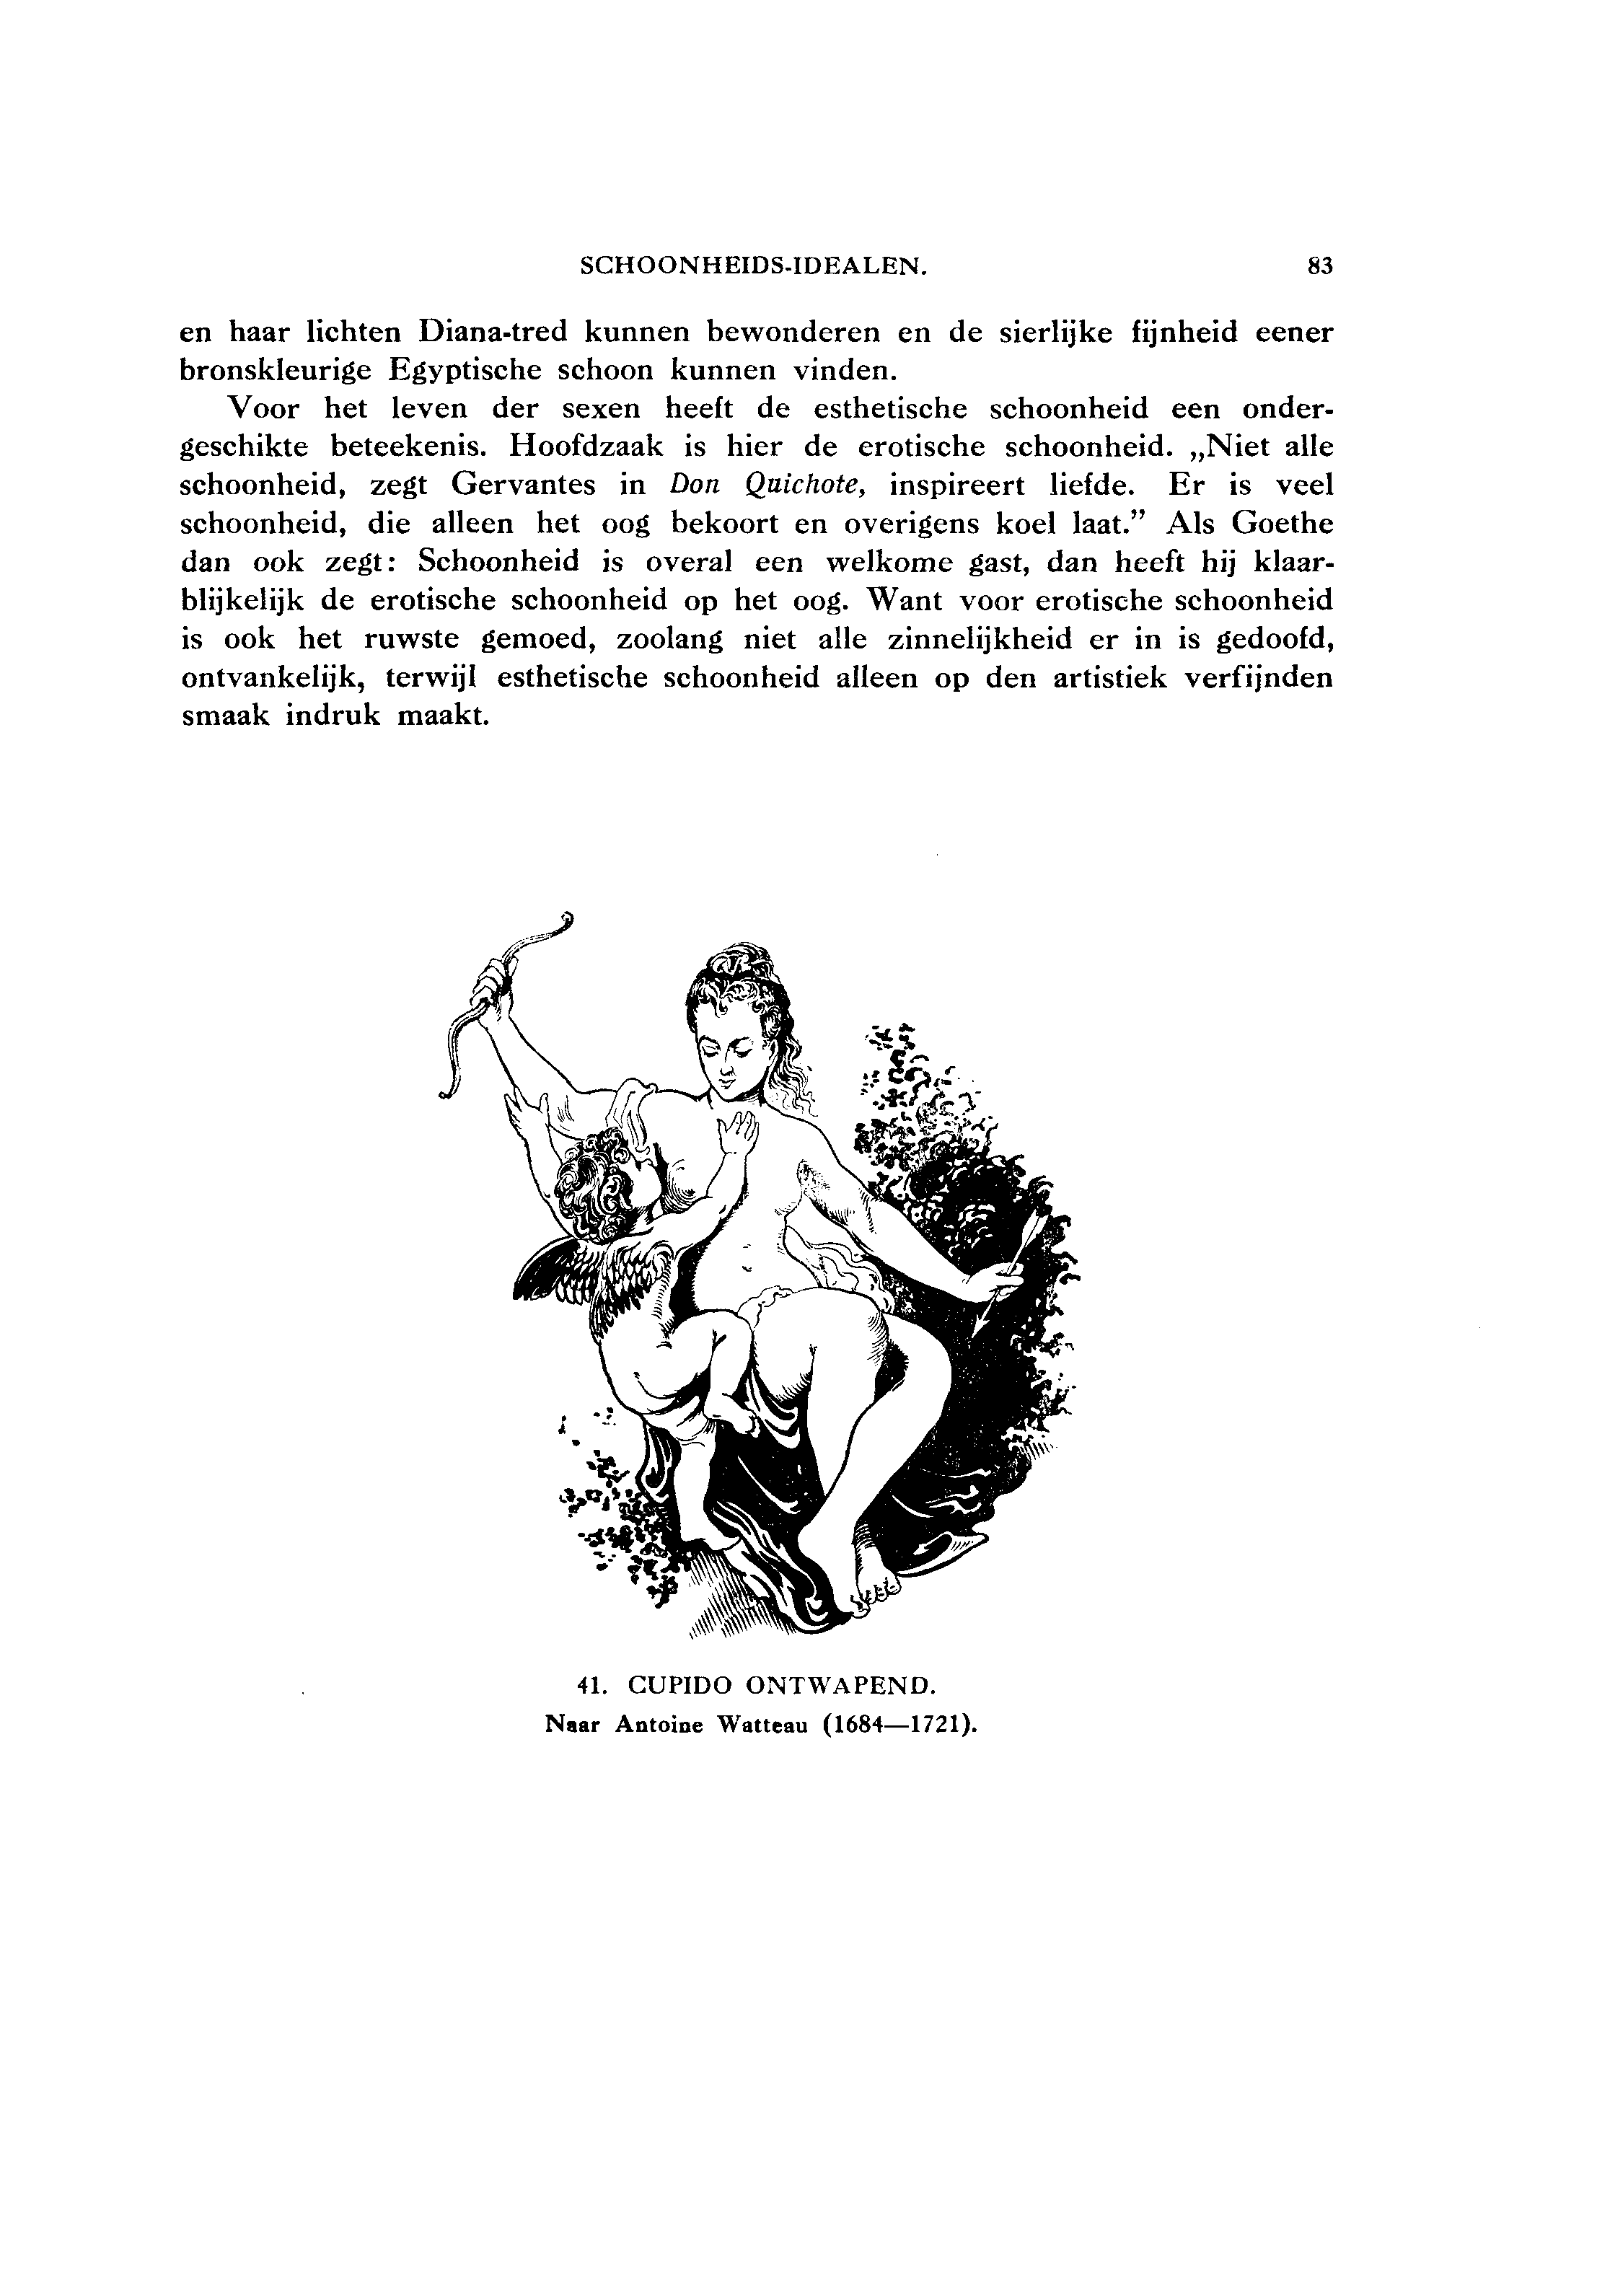 SCHOONHEIDS-IDEALEN. 83
en haar lichten Diana-tred kunnen bewonderen en de sierlijke fijnheid eener
bronskleurige Egyptische schoon kunnen vinden.
Voor het leven der sexen heeft de esthetische schoonheid een onder-
geschikte beteekenis. Hoofdzaak is hier de erotische schoonheid. „Niet alle
schoonheid, zegt Gervantes in Don Quichote, inspireert liefde. Er is veel
schoonheid, die alleen het oog bekoort en overigens koel laat.” Als Goethe
dan ook zegt: Schoonheid is overal een welkome gast, dan heeft hij klaar-
blijkelijk de erotische schoonheid op het oog. Want voor erotische schoonheid
is ook het ruwste gemoed, zoolang niet alle zinnelijkheid er in is gedoofd,
ontvankelijk, terwijl esthetische schoonheid alleen op den artistiek verfijnden
smaak indruk maakt.
41. CUPIDO ONTWAPEND.
Naar Antoine Watteau (1684—1721).